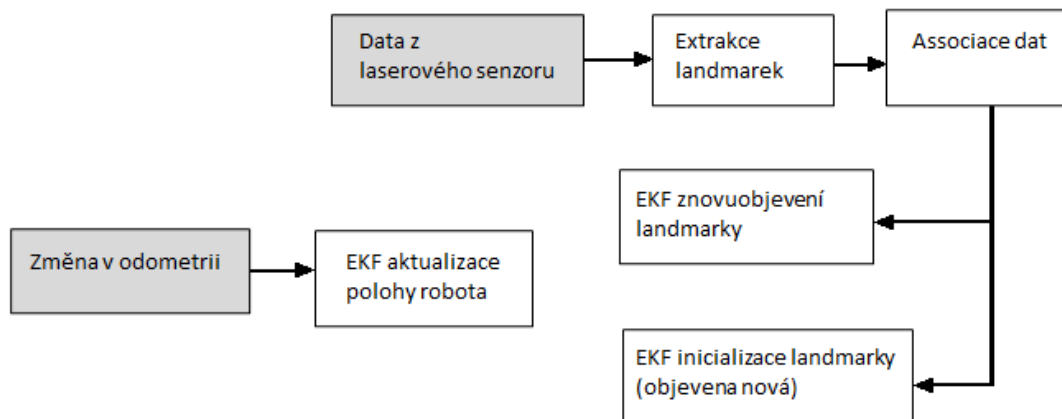 Data z
laserového senzoru
Extrakce
landmarek
Associace dat
EKF znovuobjevení
landmarky
Změna v odometrii
EKF aktualizace
polohy robota
EKF inicializace landmarky
(objevena nová)